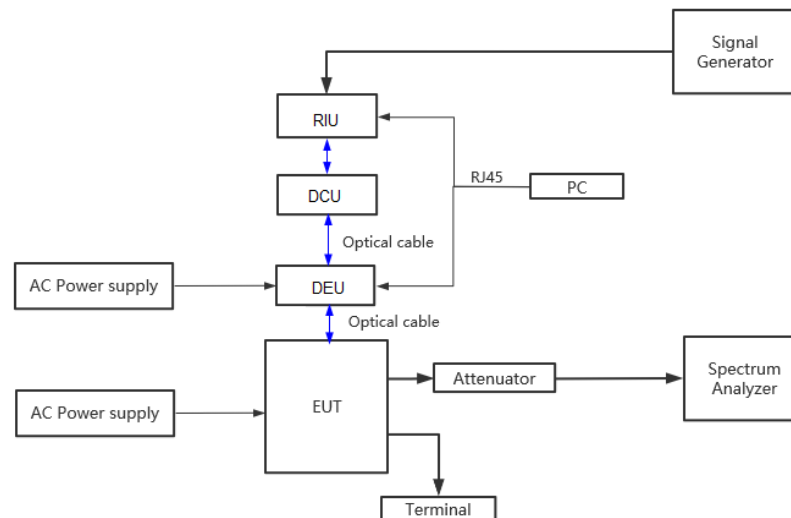 Signal
Generator
RIU
RJ45
PC
DCU
Optical cable
AC Power supply
DEU
Optical cable
Attenuator
Spectrum
Analyzer
AC Power supply
EUT
Terminal